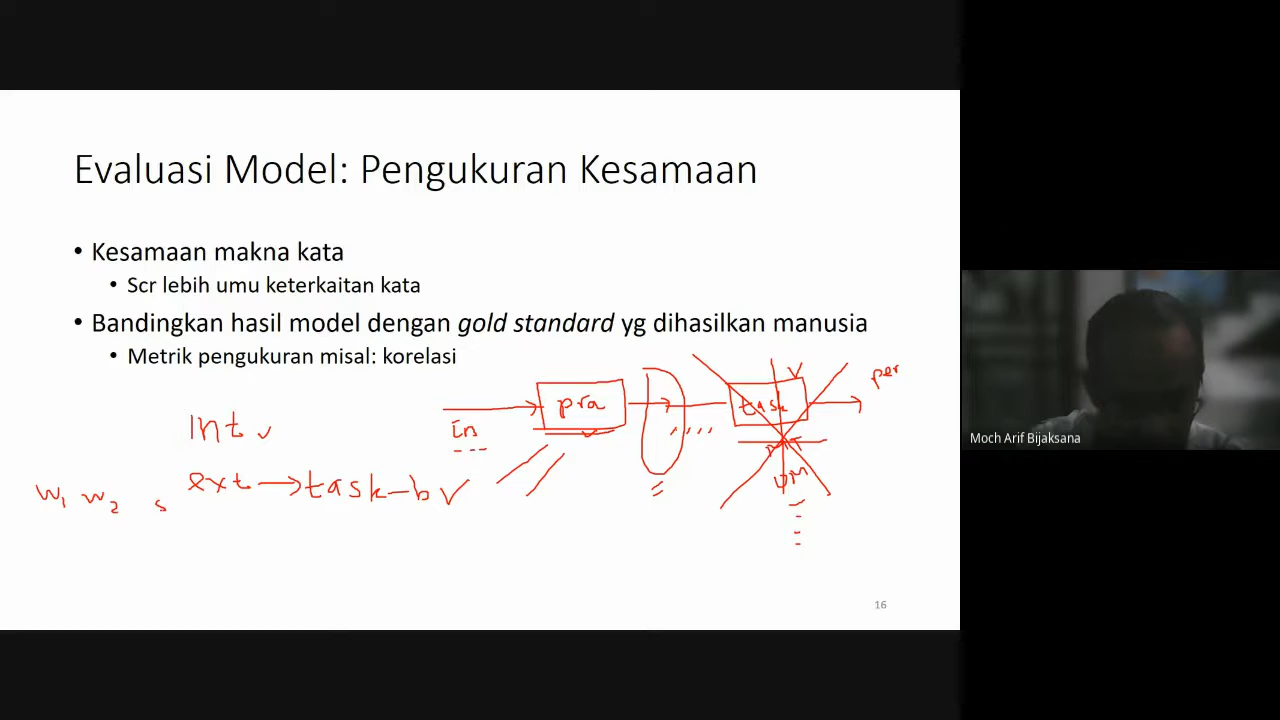 Evaluasi Model: Pengukuran Kesamaan
• Kesamaan makna kata
• Scr lebih umu keterkaitan kata
• Bandingkan hasil model dengan gold standard yg dihasilkan manusia
• Metrik pengukuran misal: korelasi
per
pra
task
Int
in
ext → task-b
w1 w2 s
Moch Arif Bijaksana
16